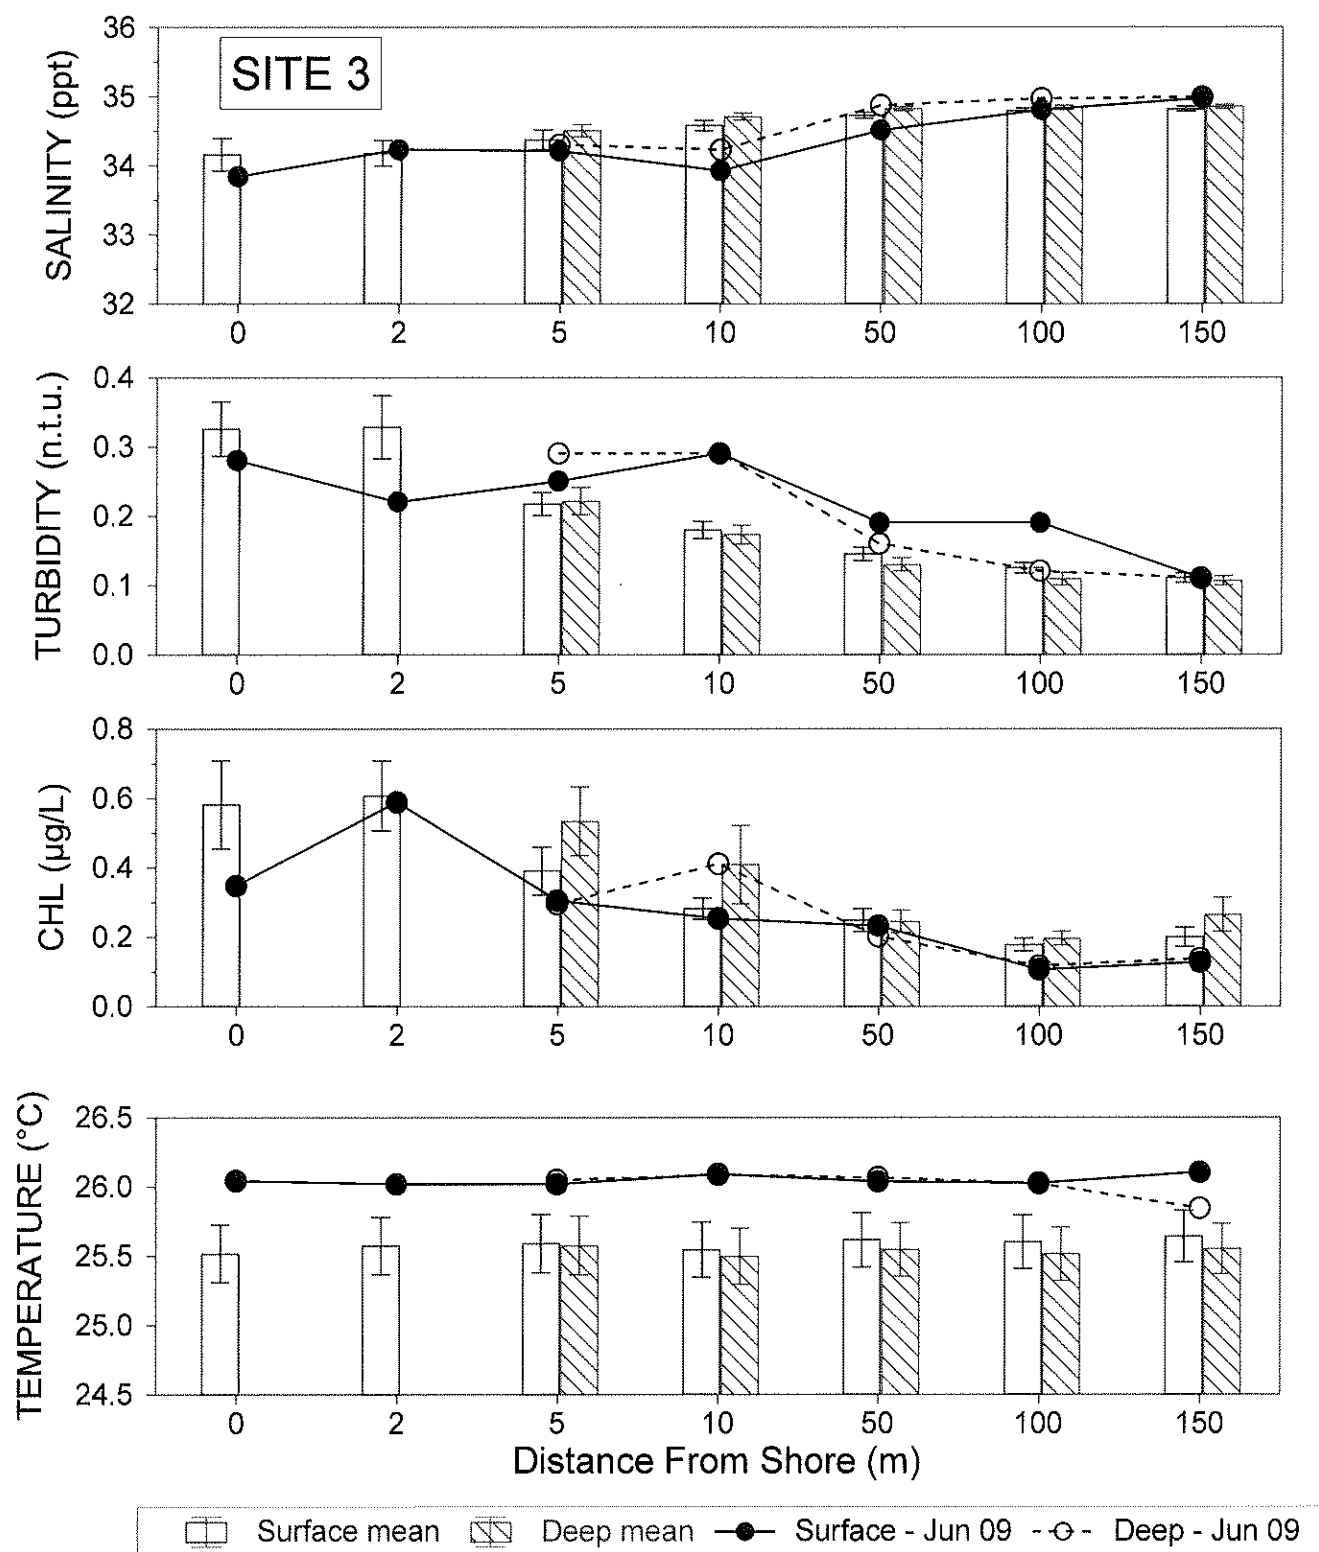 SITE 3
SALINITY (ppt)
36
35
34
33
32
0 2 5 10 50 100 150
TURBIDITY (n.t.u.)
0.4
0.3
0.2
0.1
0.0
0 2 5 10 50 100 150
CHL (µg/L)
0.8
0.6
0.4
0.2
0.0
0 2 5 10 50 100 150
TEMPERATURE (°C)
26.5
26.0
25.5
25.0
24.5
0 2 5 10 50 100 150
Distance From Shore (m)
Surface mean Deep mean Surface - Jun 09 Deep - Jun 09